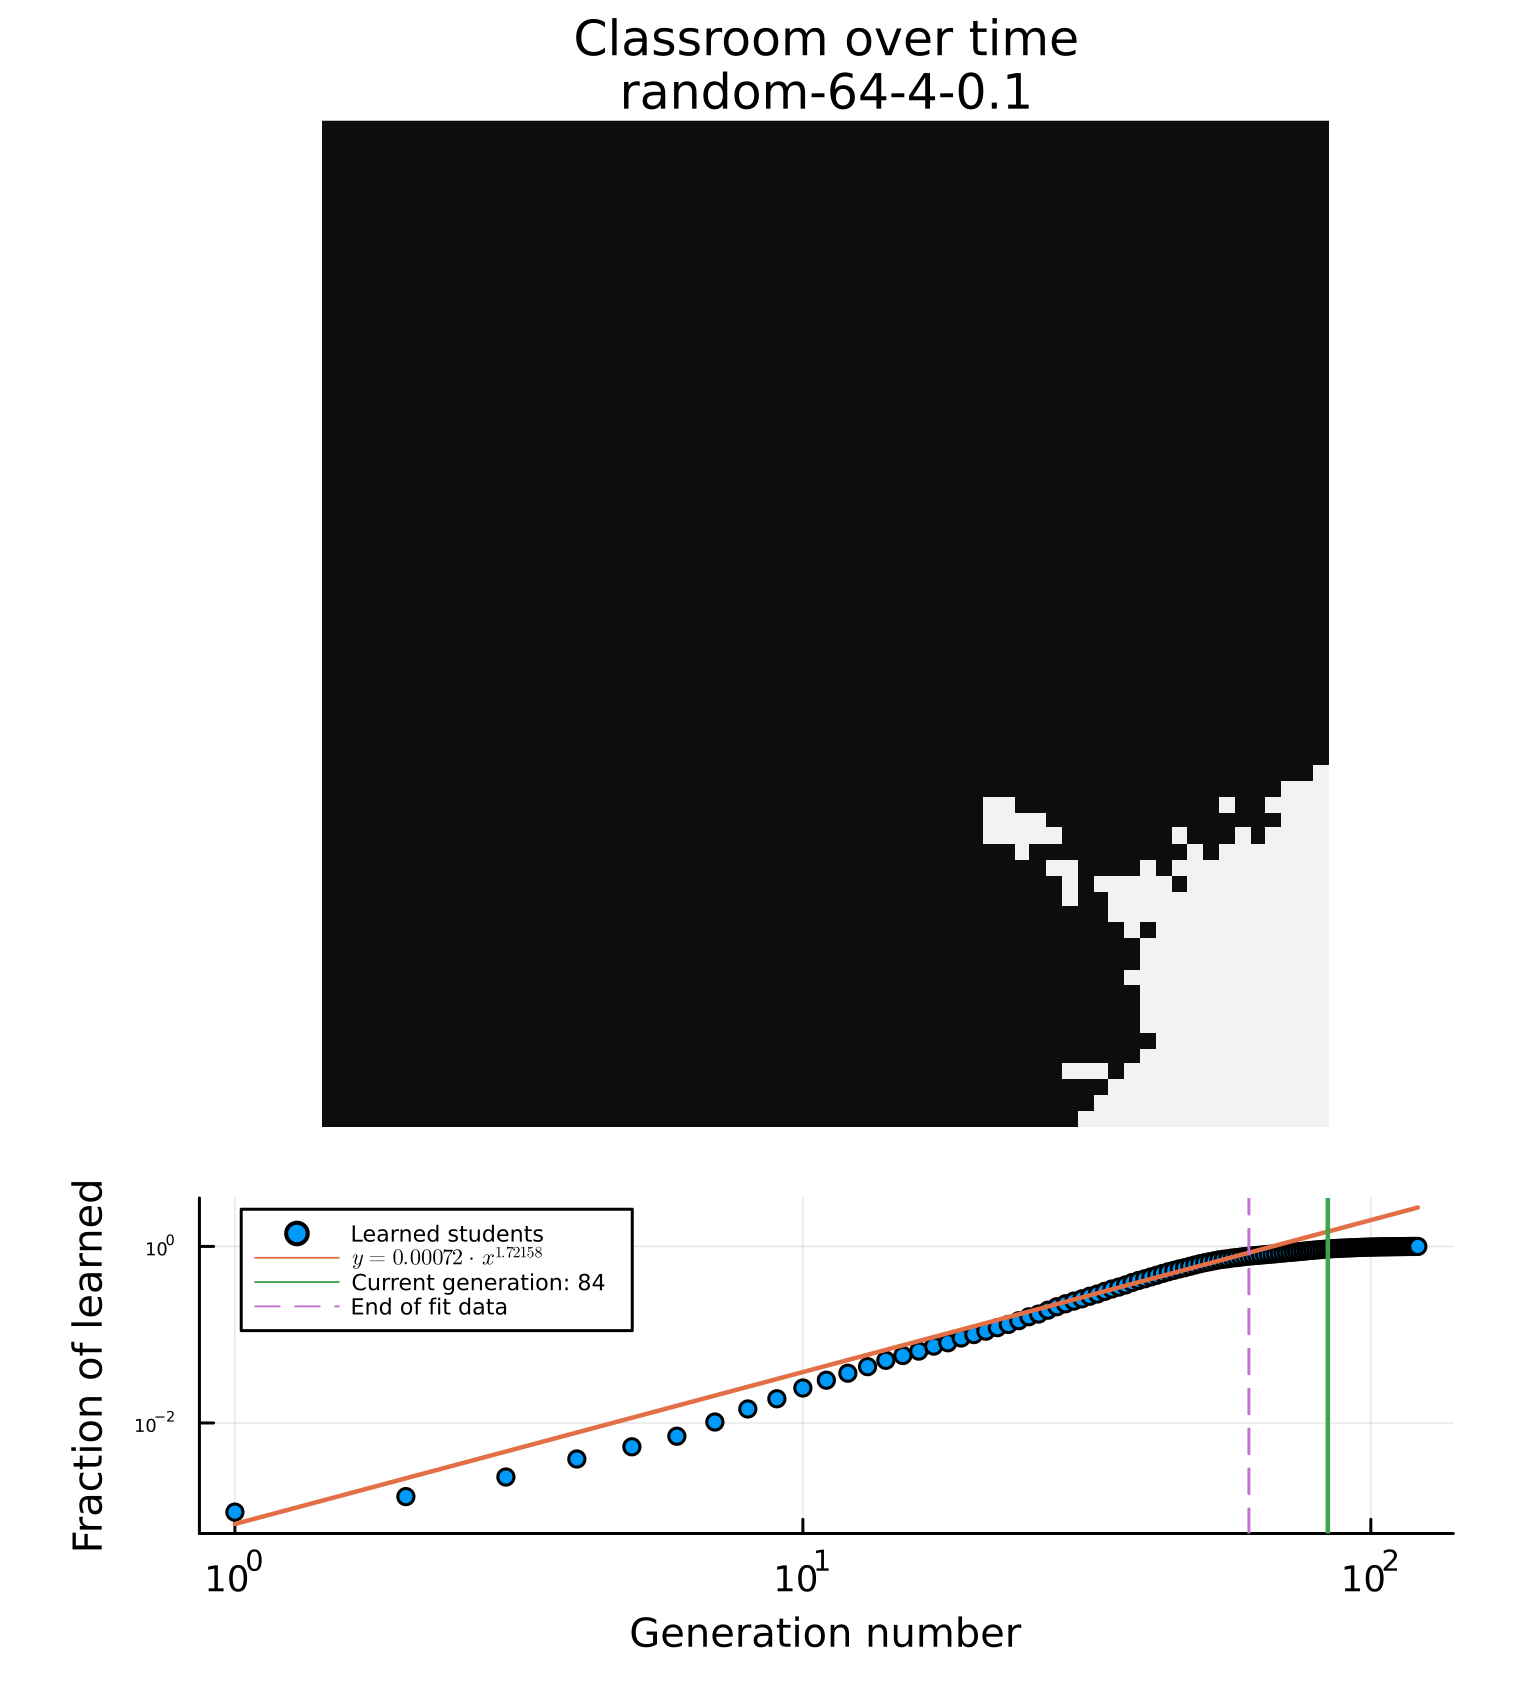 Classroom over time
random-64-4-0.1
Learned students
y = 0.00072 · x^1.72158
Current generation: 84
End of fit data
Fraction of learned
10^0
10^−2
10^0 10^1 10^2
Generation number